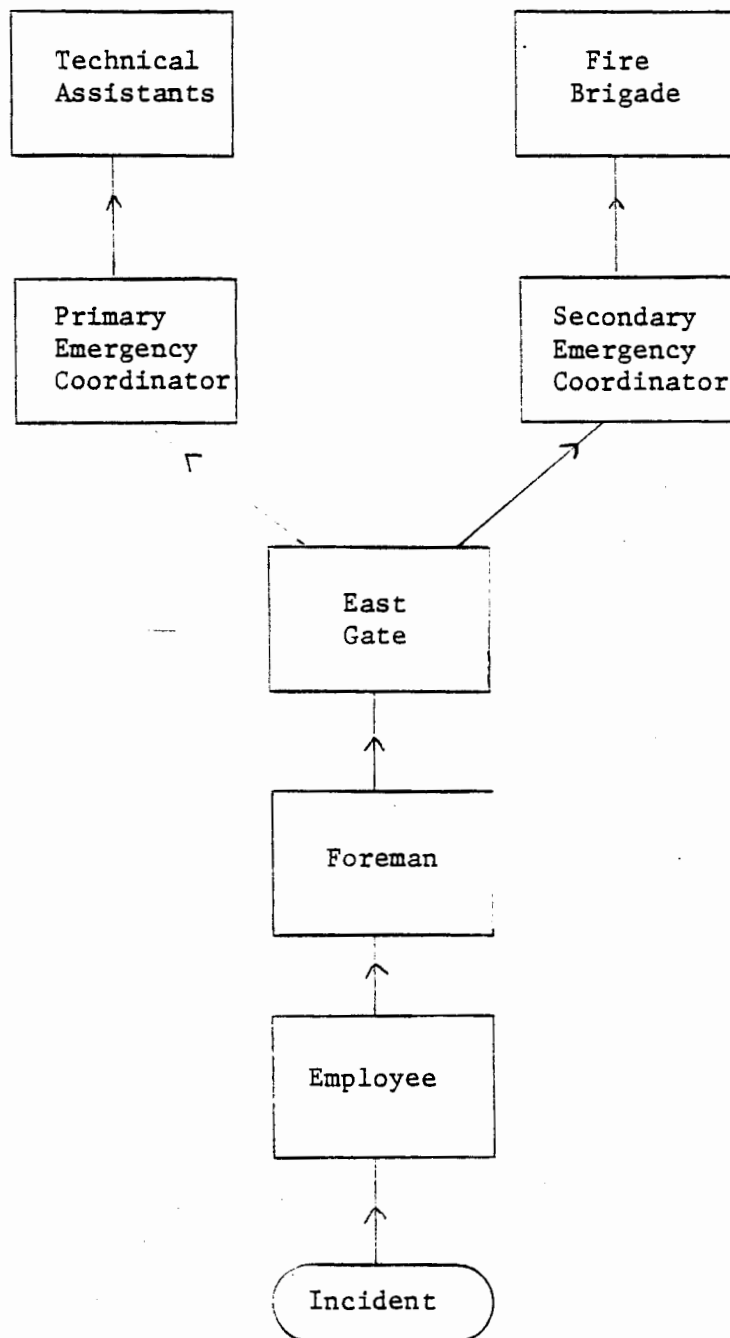 Technical
Assistants
Fire
Brigade
Primary
Emergency
Coordinator
Secondary
Emergency
Coordinator
East
Gate
Foreman
Employee
Incident